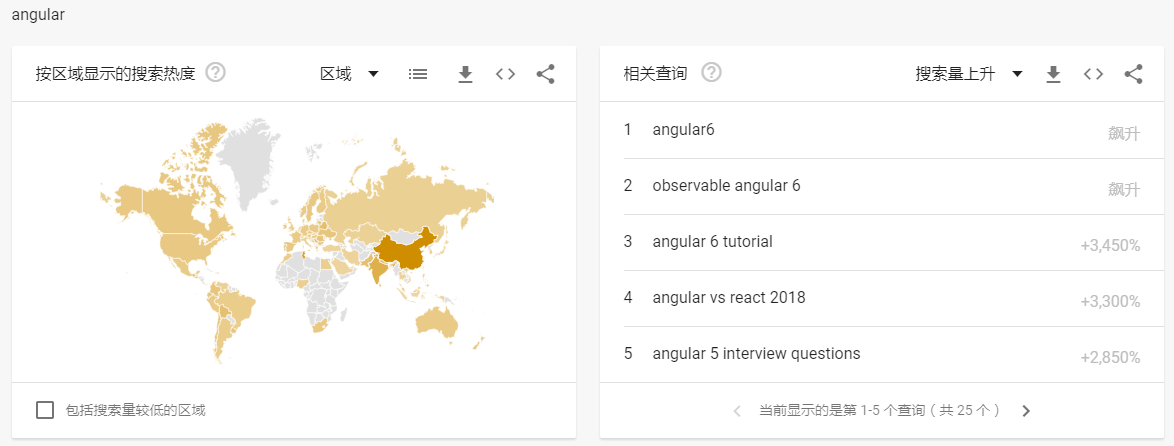 angular
按区域显示的搜索热度
区域
相关查询
搜索量上升
1 angular6 飙升
2 observable angular 6 飙升
3 angular 6 tutorial +3,450%
4 angular vs react 2018 +3,300%
5 angular 5 interview questions +2,850%
包括搜索量较低的区域
当前显示的是第 1-5 个查询（共 25 个）